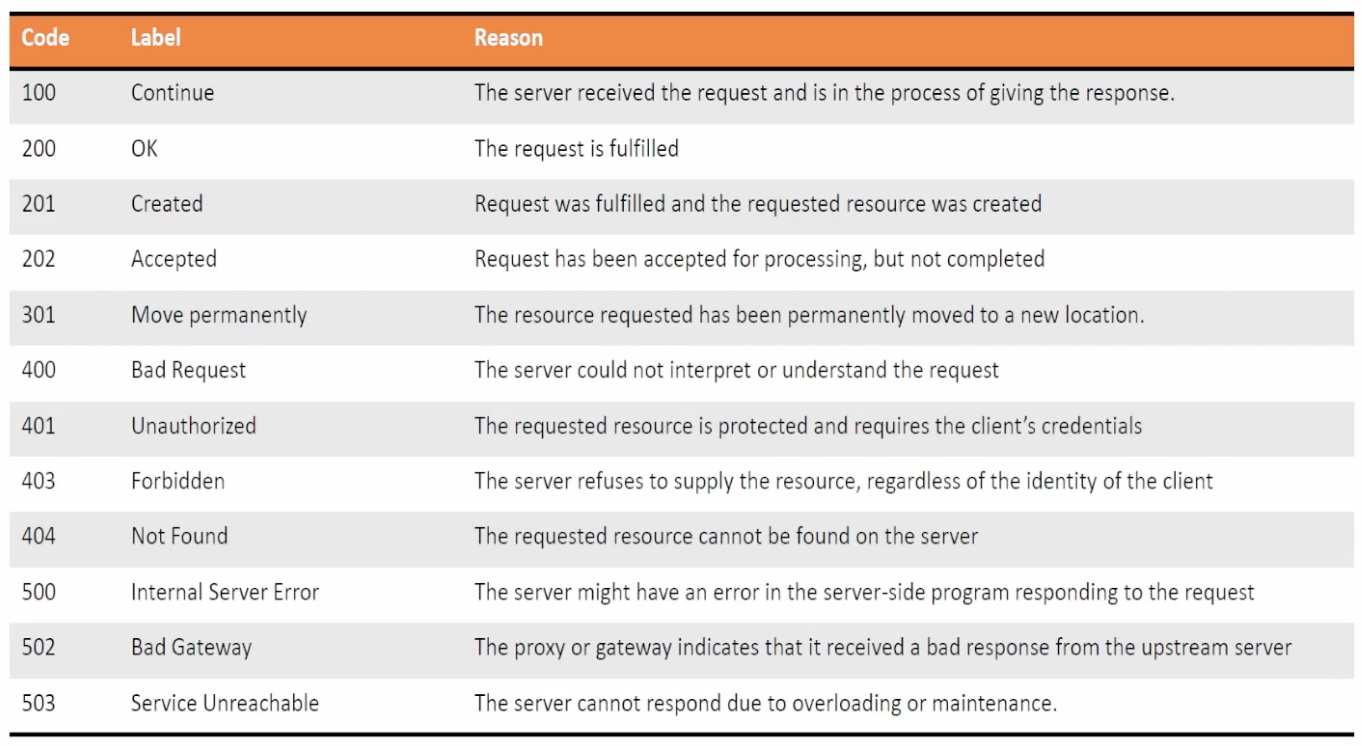 Code Label Reason
100 Continue The server received the request and is in the process of giving the response.
200 OK The request is fulfilled
201 Created Request was fulfilled and the requested resource was created
202 Accepted Request has been accepted for processing, but not completed
301 Move permanently The resource requested has been permanently moved to a new location.
400 Bad Request The server could not interpret or understand the request
401 Unauthorized The requested resource is protected and requires the client’s credentials
403 Forbidden The server refuses to supply the resource, regardless of the identity of the client
404 Not Found The requested resource cannot be found on the server
500 Internal Server Error The server might have an error in the server-side program responding to the request
502 Bad Gateway The proxy or gateway indicates that it received a bad response from the upstream server
503 Service Unreachable The server cannot respond due to overloading or maintenance.